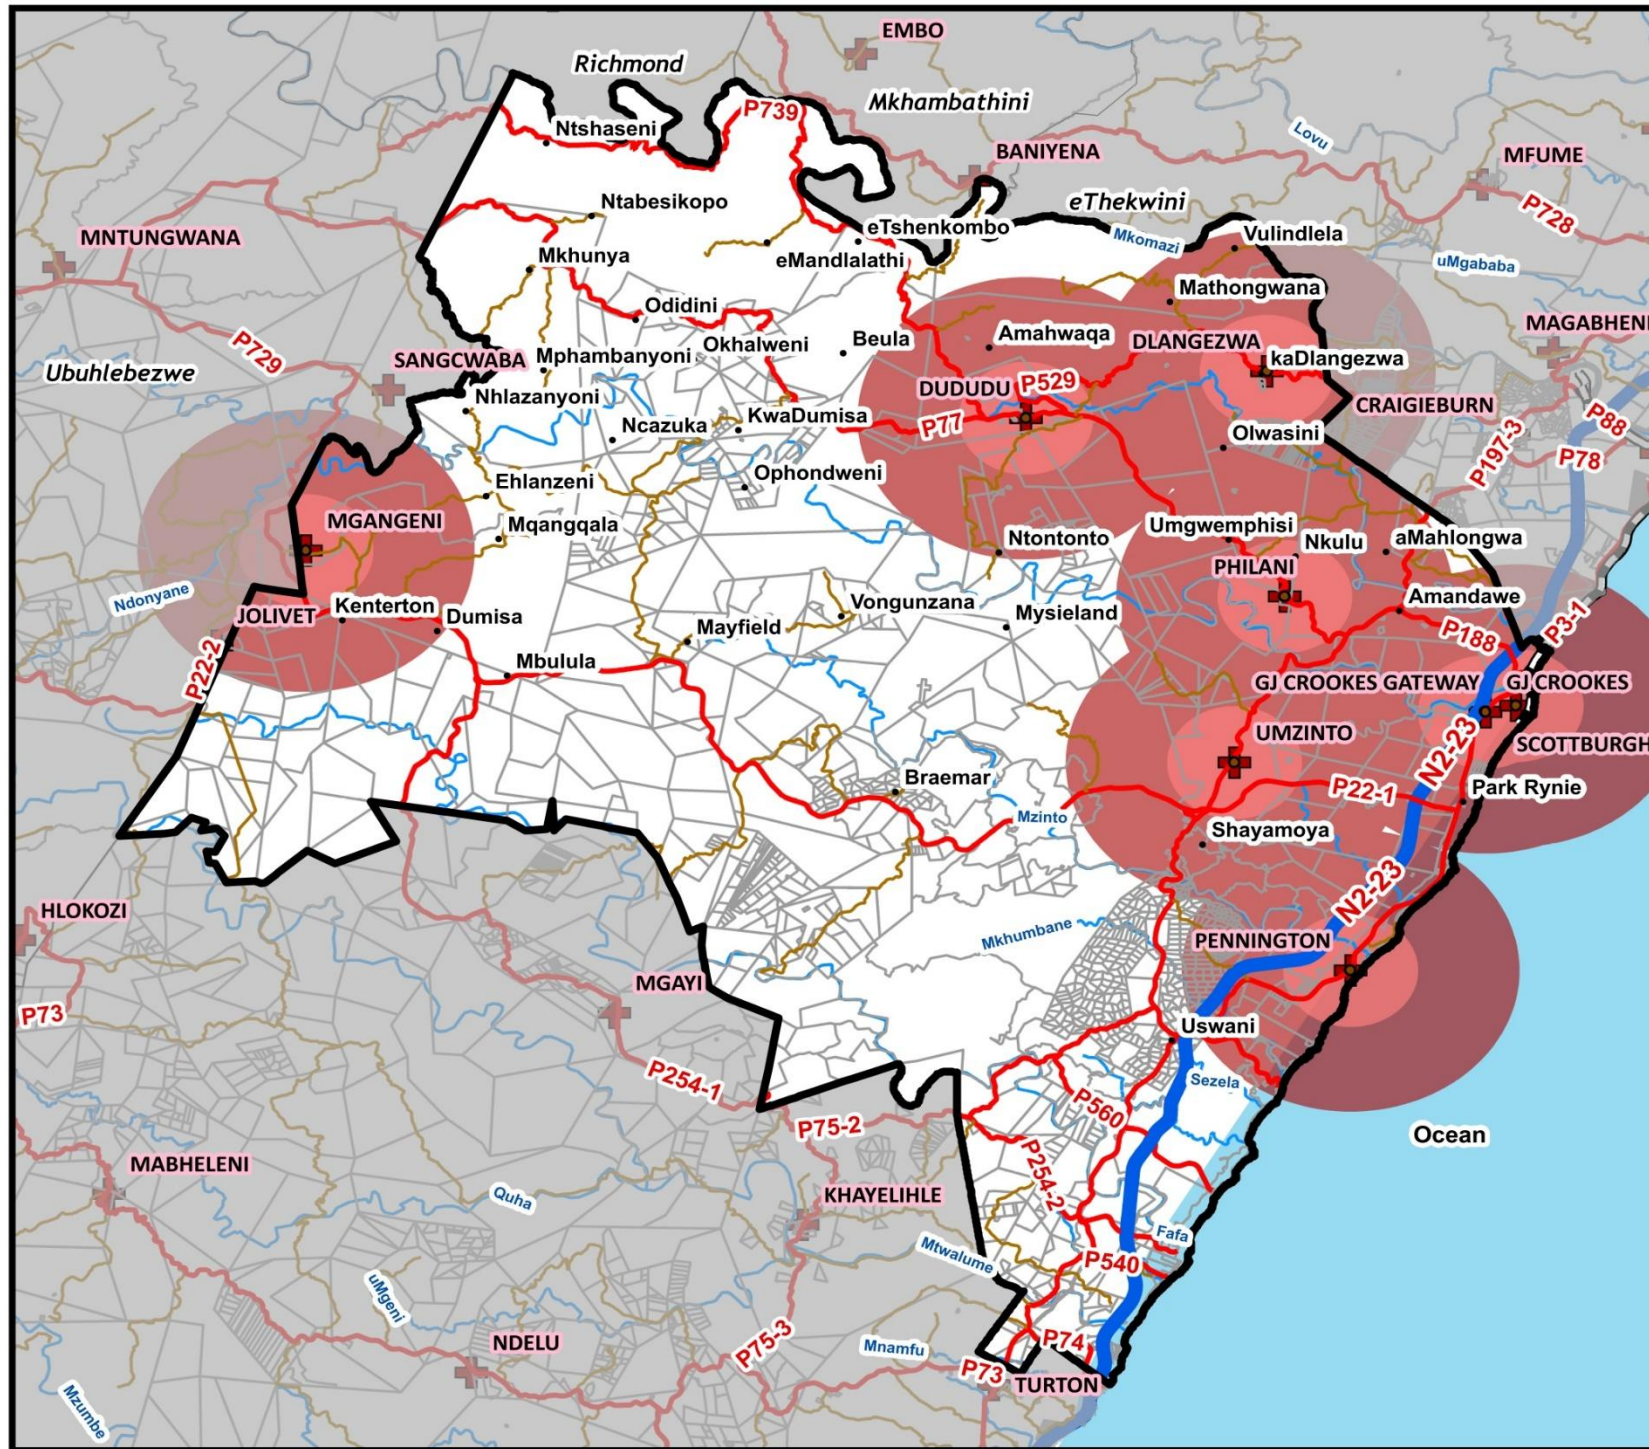 EMBO
Richmond
Mkhambathini
P739
Ntshaseni
Lovu
BANIYENA
MFUME
eThekwini
Ntabesikopo
P728
MNTUNGWANA
eTshenkombo
Mkomazi
Vulindlela
Mkhunya
eMandlalathi
uMgababa
Mathongwana
Odidini
MAGABHENI
P729
Okhalweni
Beula
Amahwaqa
DLANGEZWA
SANGCWABA
Mphambanyoni
kaDlangezwa
Ubuhlebezwe
DUDUDU
P529
Nhlazanyoni
CRAIGIEBURN
P88
KwaDumisa
P77
Ncazuka
Olwasini
P197-3
P78
Ophondweni
Ehlanzeni
MGANGENI
Mqangqala
Umgwemphisi
Ntontonto
Nkulu
aMahlongwa
PHILANI
Ndonyane
Kenterton
JOLIVET
Dumisa
Vongunzana
Mysieland
Amandawe
Mayfield
P188
P3-1
Mbulula
P22-2
GJ CROOKES GATEWAY
GJ CROOKES
UMZINTO
SCOTTBURGH
N2-23
Braemar
P22-1
Park Rynie
Mzinto
Shayamoya
N2-23
HLOKOZI
Mkhumbane
PENNINGTON
MGAYI
P73
Uswani
P254-1
Sezela
P560
P75-2
Ocean
MABHELENI
P254-2
Quha
KHAYELIHLE
Fafa
Mtwalume
P540
uMgeni
NDELU
P75-3
Mnamfu
P74
P73
TURTON
Mzumbe